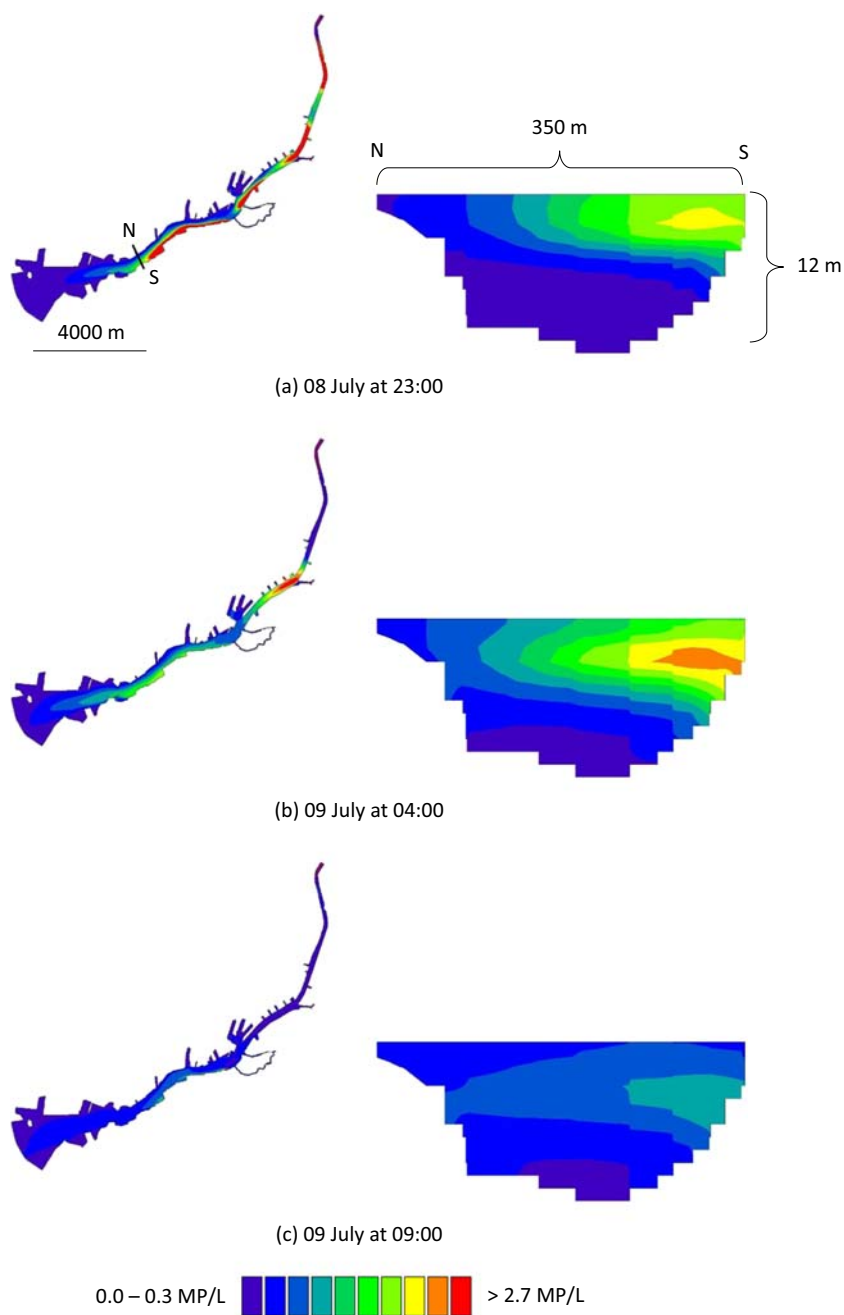 350 m
N
S
N
S
12 m
4000 m
(a) 08 July at 23:00
(b) 09 July at 04:00
(c) 09 July at 09:00
0.0 – 0.3 MP/L
> 2.7 MP/L